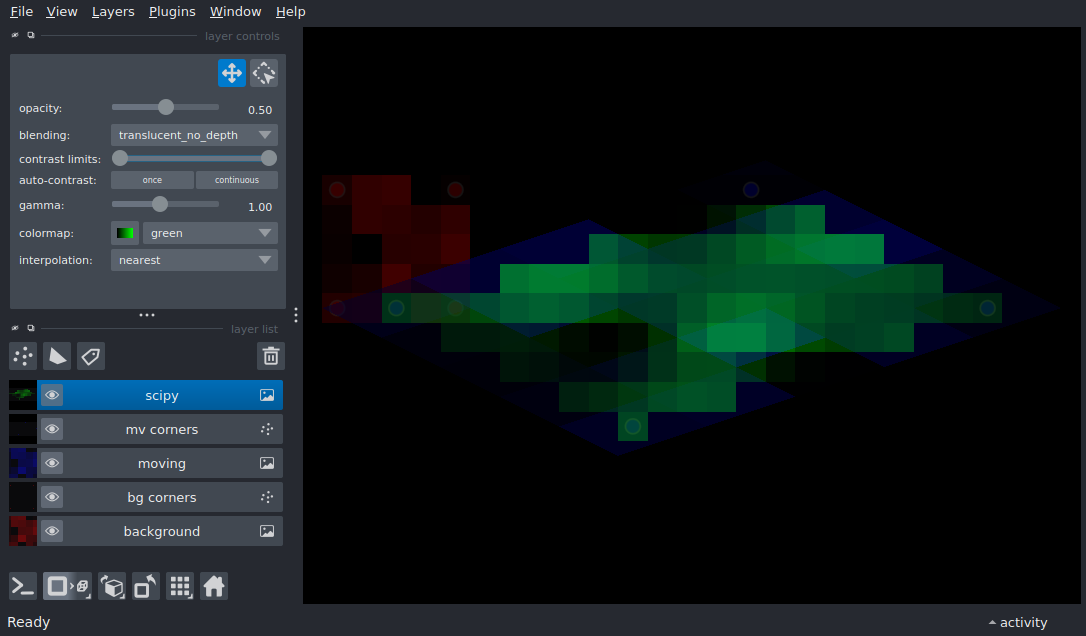 File View Layers Plugins Window Help
layer controls
opacity: 0.50
blending: translucent_no_depth
contrast limits:
auto-contrast: once continuous
gamma: 1.00
colormap: green
interpolation: nearest
layer list
scipy
mv corners
moving
bg corners
background
Ready
activity